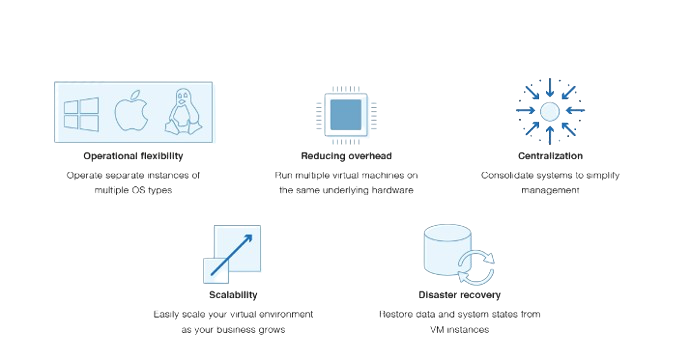 Operational flexibility
Operate separate instances of
multiple OS types
Reducing overhead
Run multiple virtual machines on
the same underlying hardware
Centralization
Consolidate systems to simplify
management
Scalability
Easily scale your virtual environment
as your business grows
Disaster recovery
Restore data and system states from
VM instances